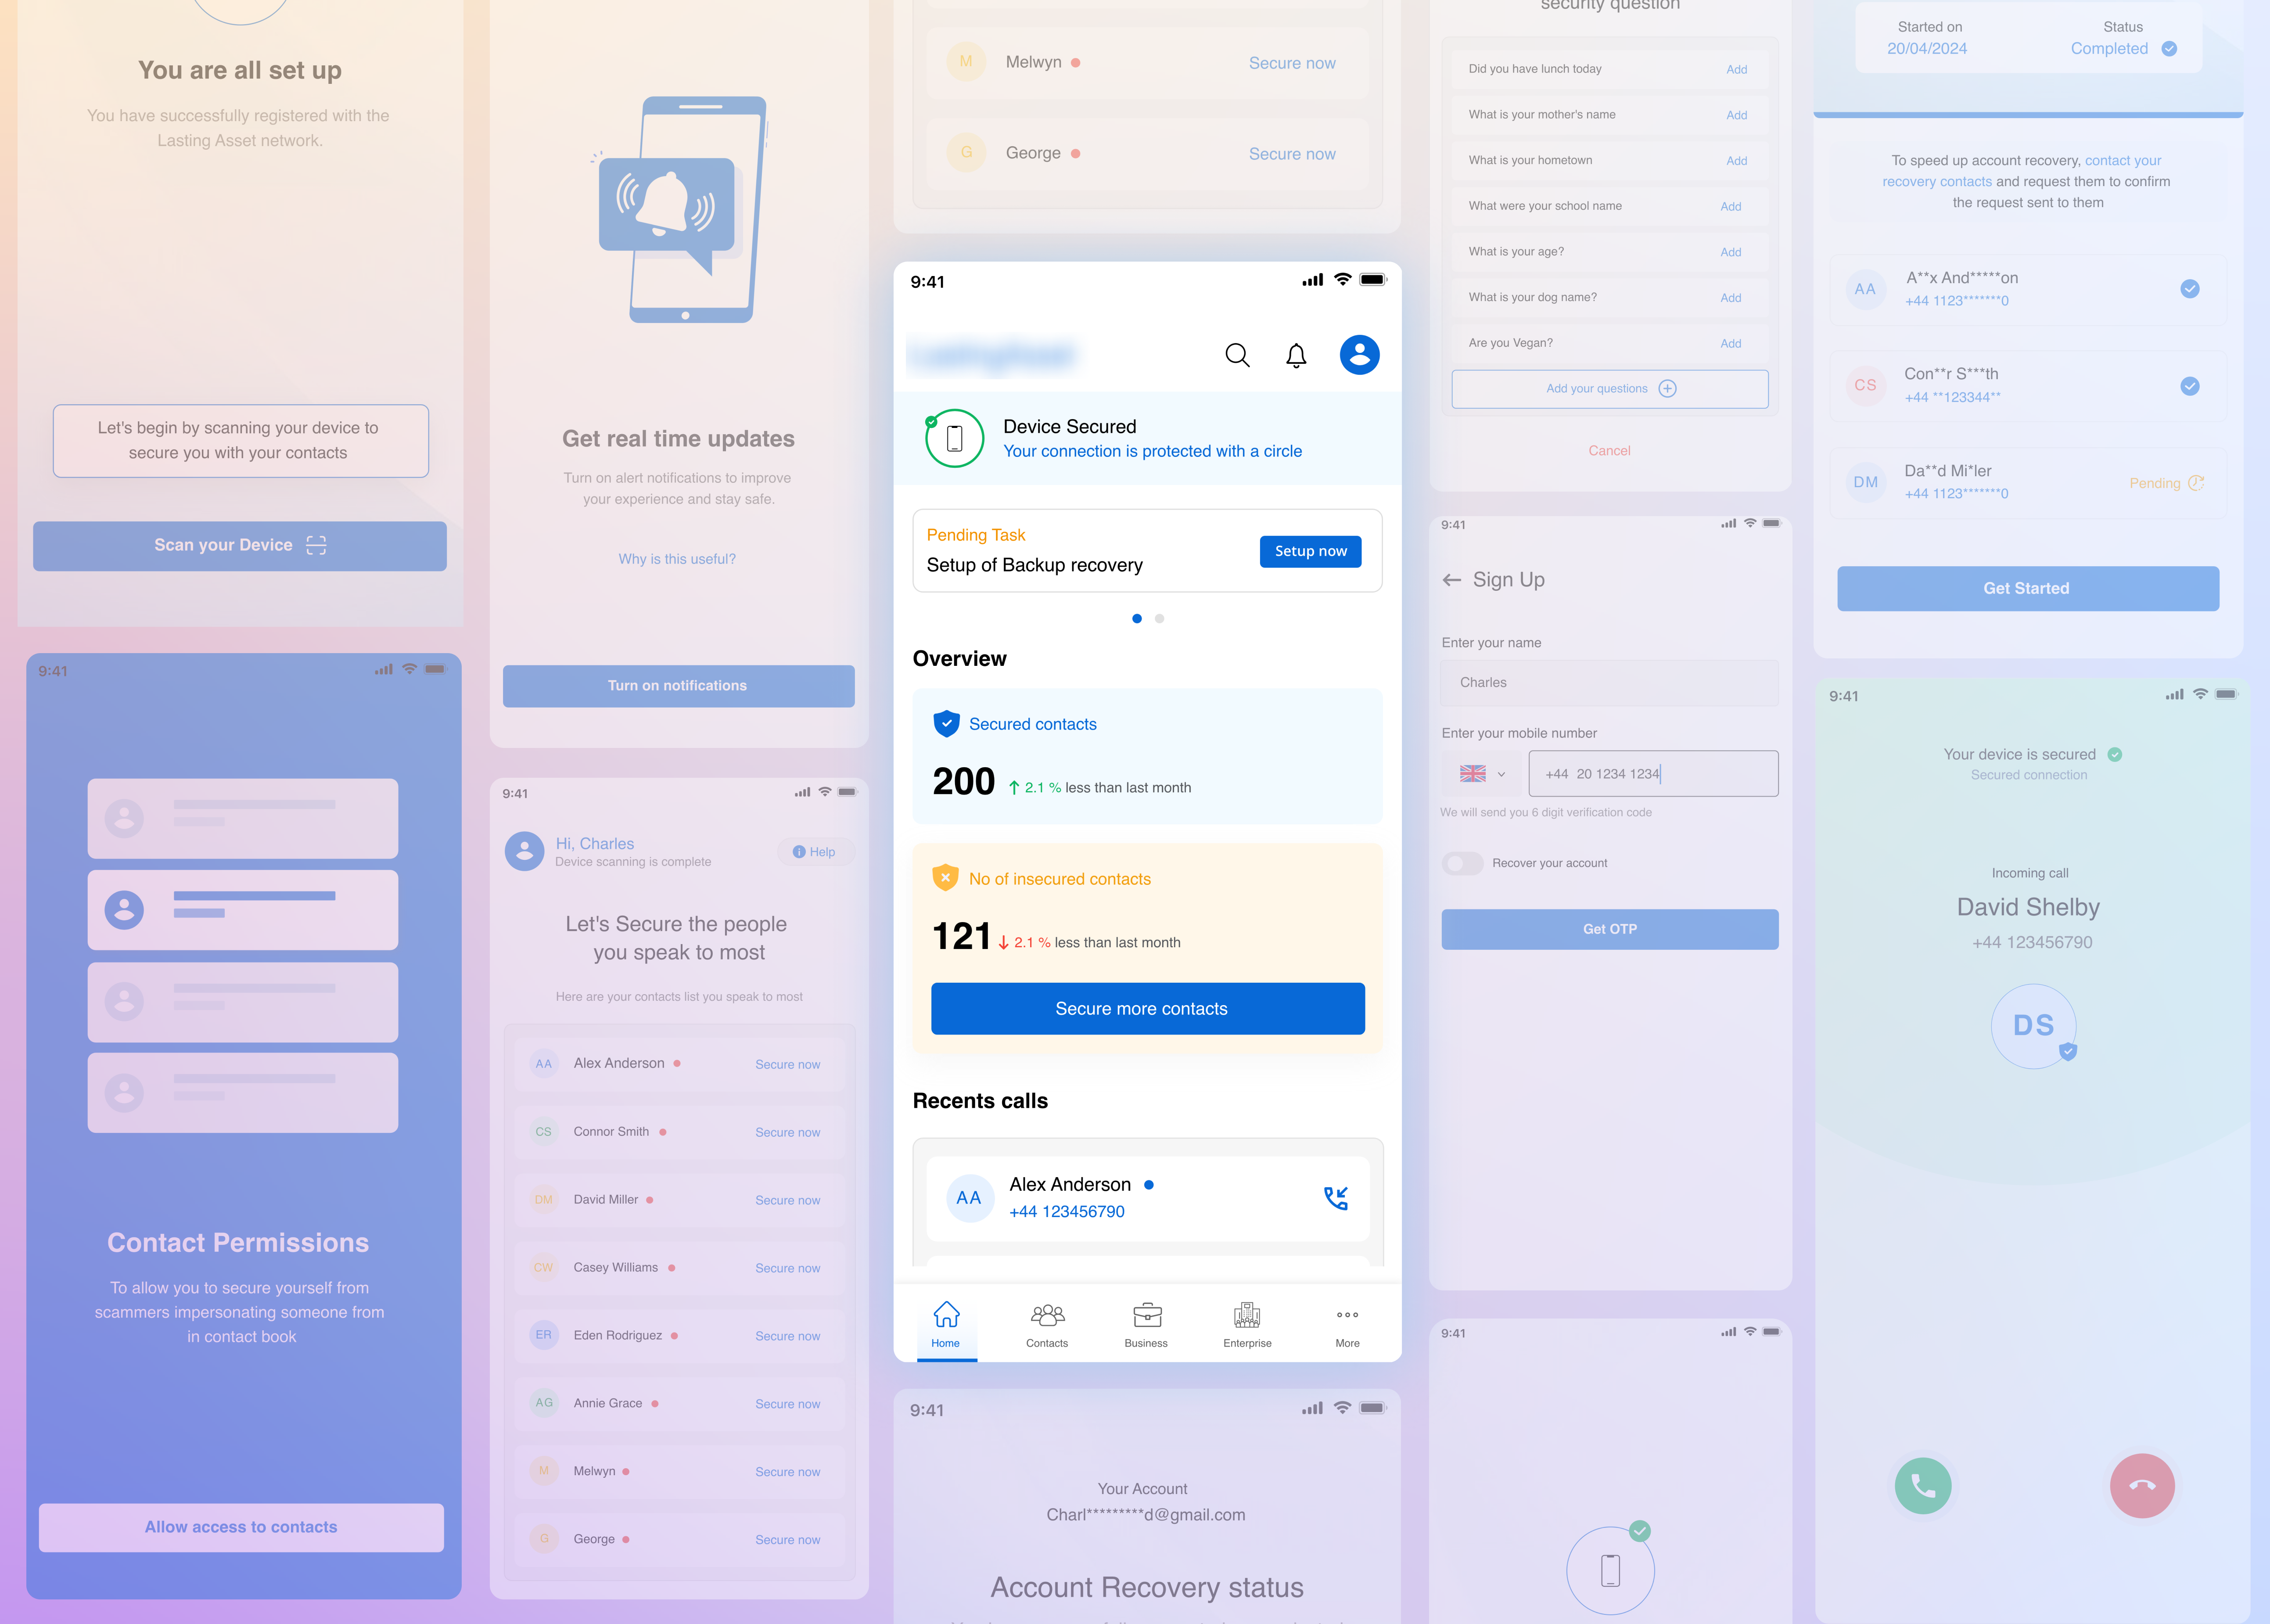 You are all set up
You have successfully registered with the
Lasting Asset network.
Let's begin by scanning your device to
secure you with your contacts
Scan your Device
9:41
Contact Permissions
To allow you to secure yourself from
scammers impersonating someone from
in contact book
Allow access to contacts
Get real time updates
Turn on alert notifications to improve
your experience and stay safe.
Why is this useful?
Turn on notifications
9:41
Hi, Charles
Device scanning is complete
Help
Let's Secure the people
you speak to most
Here are your contacts list you speak to most
AA Alex Anderson Secure now
CS Connor Smith Secure now
DM David Miller Secure now
CW Casey Williams Secure now
ER Eden Rodriguez Secure now
AG Annie Grace Secure now
M Melwyn Secure now
G George Secure now
M Melwyn Secure now
G George Secure now
9:41
Device Secured
Your connection is protected with a circle
Pending Task
Setup of Backup recovery
Setup now
Overview
Secured contacts
200 2.1 % less than last month
No of insecured contacts
121 2.1 % less than last month
Secure more contacts
Recents calls
AA Alex Anderson
+44 123456790
Home Contacts Business Enterprise More
9:41
Your Account
Charl*********d@gmail.com
Account Recovery status
security question
Did you have lunch today Add
What is your mother's name Add
What is your hometown Add
What were your school name Add
What is your age? Add
What is your dog name? Add
Are you Vegan? Add
Add your questions
Cancel
9:41
Sign Up
Enter your name
Charles
Enter your mobile number
+44 20 1234 1234
We will send you 6 digit verification code
Recover your account
Get OTP
9:41
Started on Status
20/04/2024 Completed
To speed up account recovery, contact your
recovery contacts and request them to confirm
the request sent to them
AA A**x And*****on
+44 1123*******0
CS Con**r S***th
+44 **123344**
DM Da**d Mi*ler
+44 1123*******0
Pending
Get Started
9:41
Your device is secured
Secured connection
Incoming call
David Shelby
+44 123456790
DS